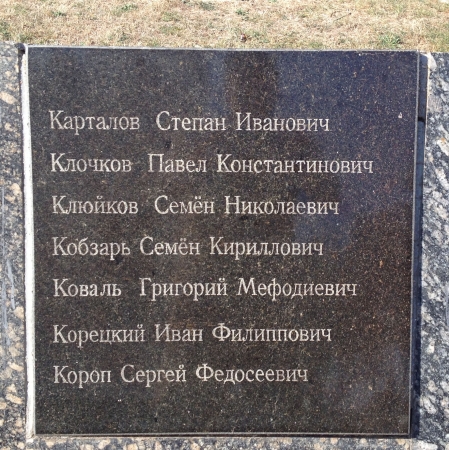 Карталов Степан Иванович
Клочков Павел Константинович
Клюйков Семён Николаевич
Кобзарь Семён Кириллович
Коваль Григорий Мефодиевич
Корецкий Иван Филиппович
Короп Сергей Федосеевич